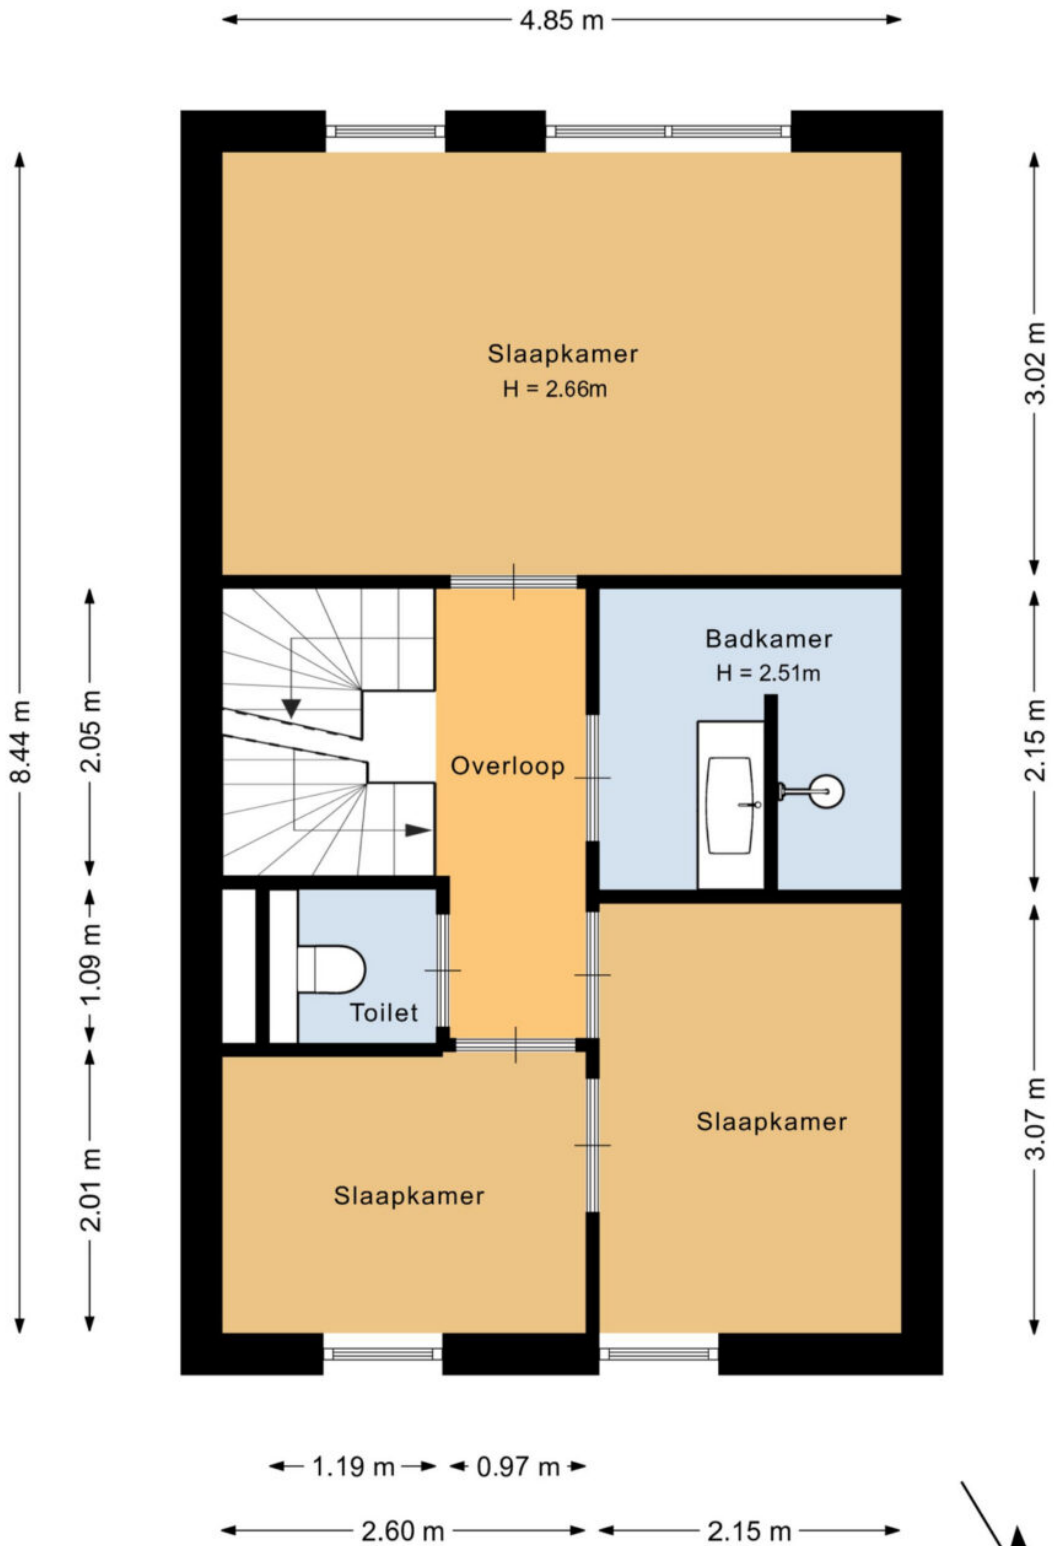 4.85 m
Slaapkamer
H = 2.66m
3.02 m
8.44 m
2.05 m
Badkamer
H = 2.51m
2.15 m
Overloop
1.09 m
Toilet
2.01 m
Slaapkamer
Slaapkamer
3.07 m
1.19 m
0.97 m
2.60 m
2.15 m